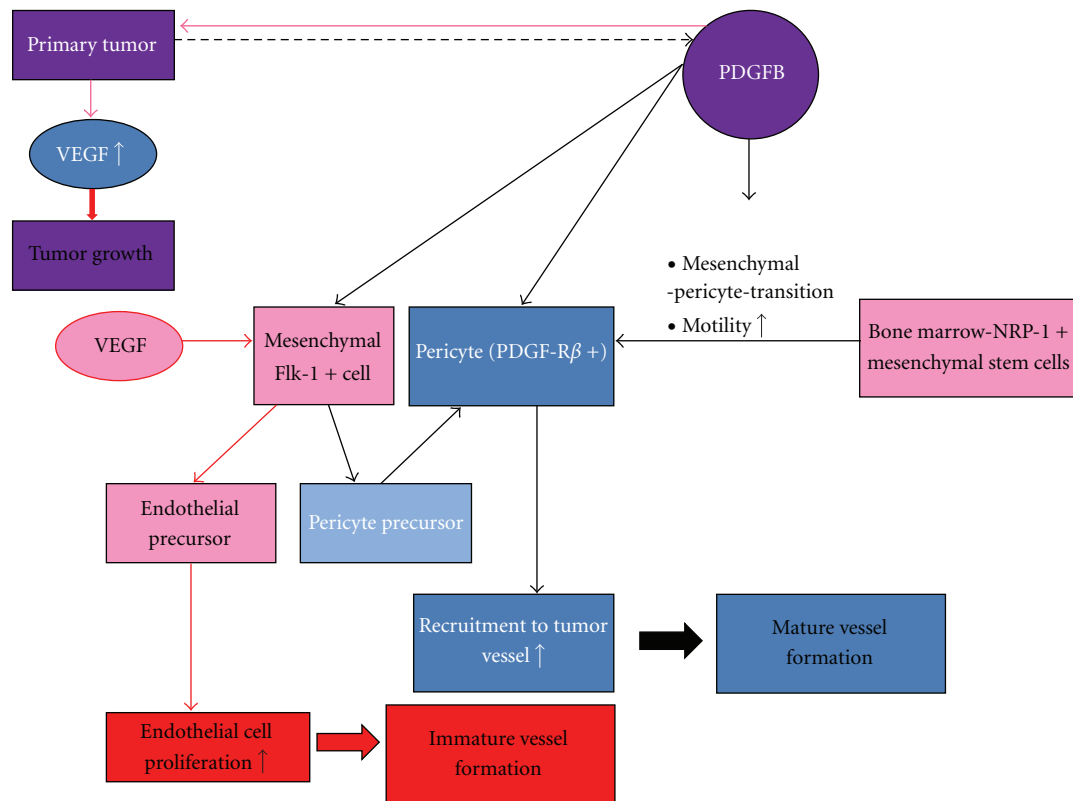 Primary tumor
PDGFB
VEGF ↑
Tumor growth
• Mesenchymal
-pericyte-transition
• Motility ↑
VEGF
Mesenchymal
Flk-1 + cell
Pericyte (PDGF-Rβ +)
Bone marrow-NRP-1 +
mesenchymal stem cells
Endothelial
precursor
Pericyte precursor
Recruitment to tumor
vessel ↑
Mature vessel
formation
Endothelial cell
proliferation ↑
Immature vessel
formation